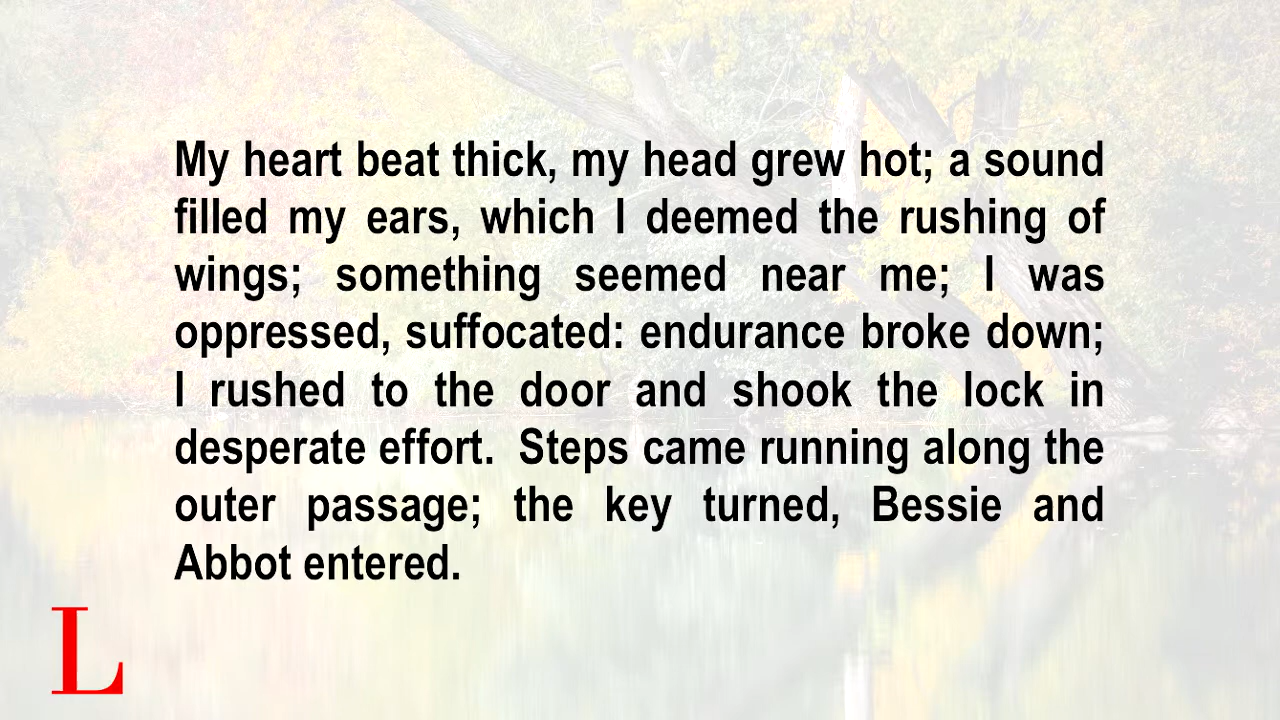 My heart beat thick, my head grew hot; a sound
filled my ears, which I deemed the rushing of
wings; something seemed near me; I was
oppressed, suffocated: endurance broke down;
I rushed to the door and shook the lock in
desperate effort.  Steps came running along the
outer passage; the key turned, Bessie and
Abbot entered.
L